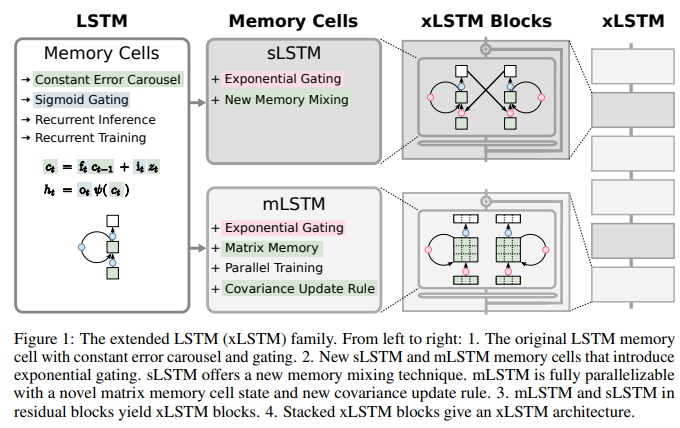 LSTM
Memory Cells
xLSTM Blocks
xLSTM
Memory Cells
→ Constant Error Carousel
→ Sigmoid Gating
→ Recurrent Inference
→ Recurrent Training
c_t = f_t c_{t-1} + i_t z_t
h_t = o_t ψ( c_t )
sLSTM
+ Exponential Gating
+ New Memory Mixing
mLSTM
+ Exponential Gating
+ Matrix Memory
+ Parallel Training
+ Covariance Update Rule
Figure 1: The extended LSTM (xLSTM) family. From left to right: 1. The original LSTM memory
cell with constant error carousel and gating. 2. New sLSTM and mLSTM memory cells that introduce
exponential gating. sLSTM offers a new memory mixing technique. mLSTM is fully parallelizable
with a novel matrix memory cell state and new covariance update rule. 3. mLSTM and sLSTM in
residual blocks yield xLSTM blocks. 4. Stacked xLSTM blocks give an xLSTM architecture.